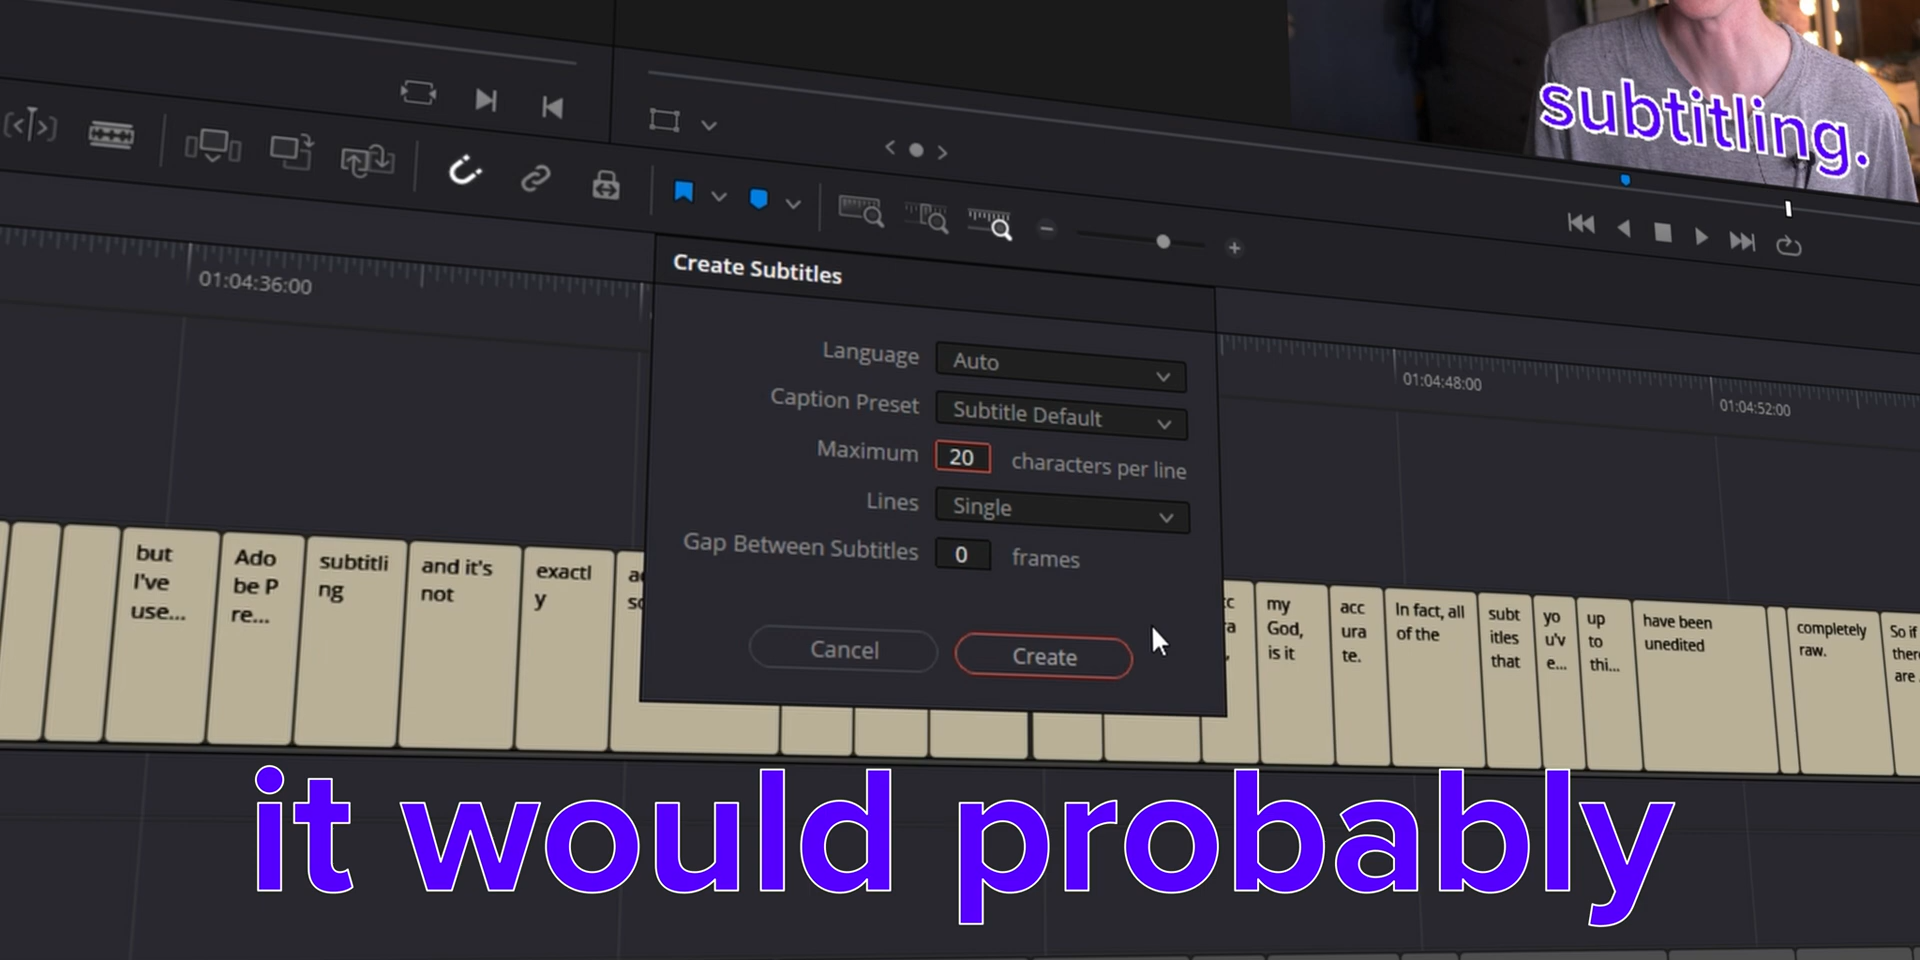 subtitling.
01:04:36:00
01:04:48:00
01:04:52:00
Create Subtitles
Language Auto
Caption Preset Subtitle Default
Maximum 20 characters per line
Lines Single
Gap Between Subtitles 0 frames
Cancel Create
but
I've
use...
Ado
be P
re...
subtitli
ng
and it's
not
exactl
y
my
God,
is it
acc
ura
te.
In fact, all
of the
subt
itles
that
yo
u'v
e...
up
to
thi...
have been
unedited
completely
raw.
So if
ther
are
it would probably